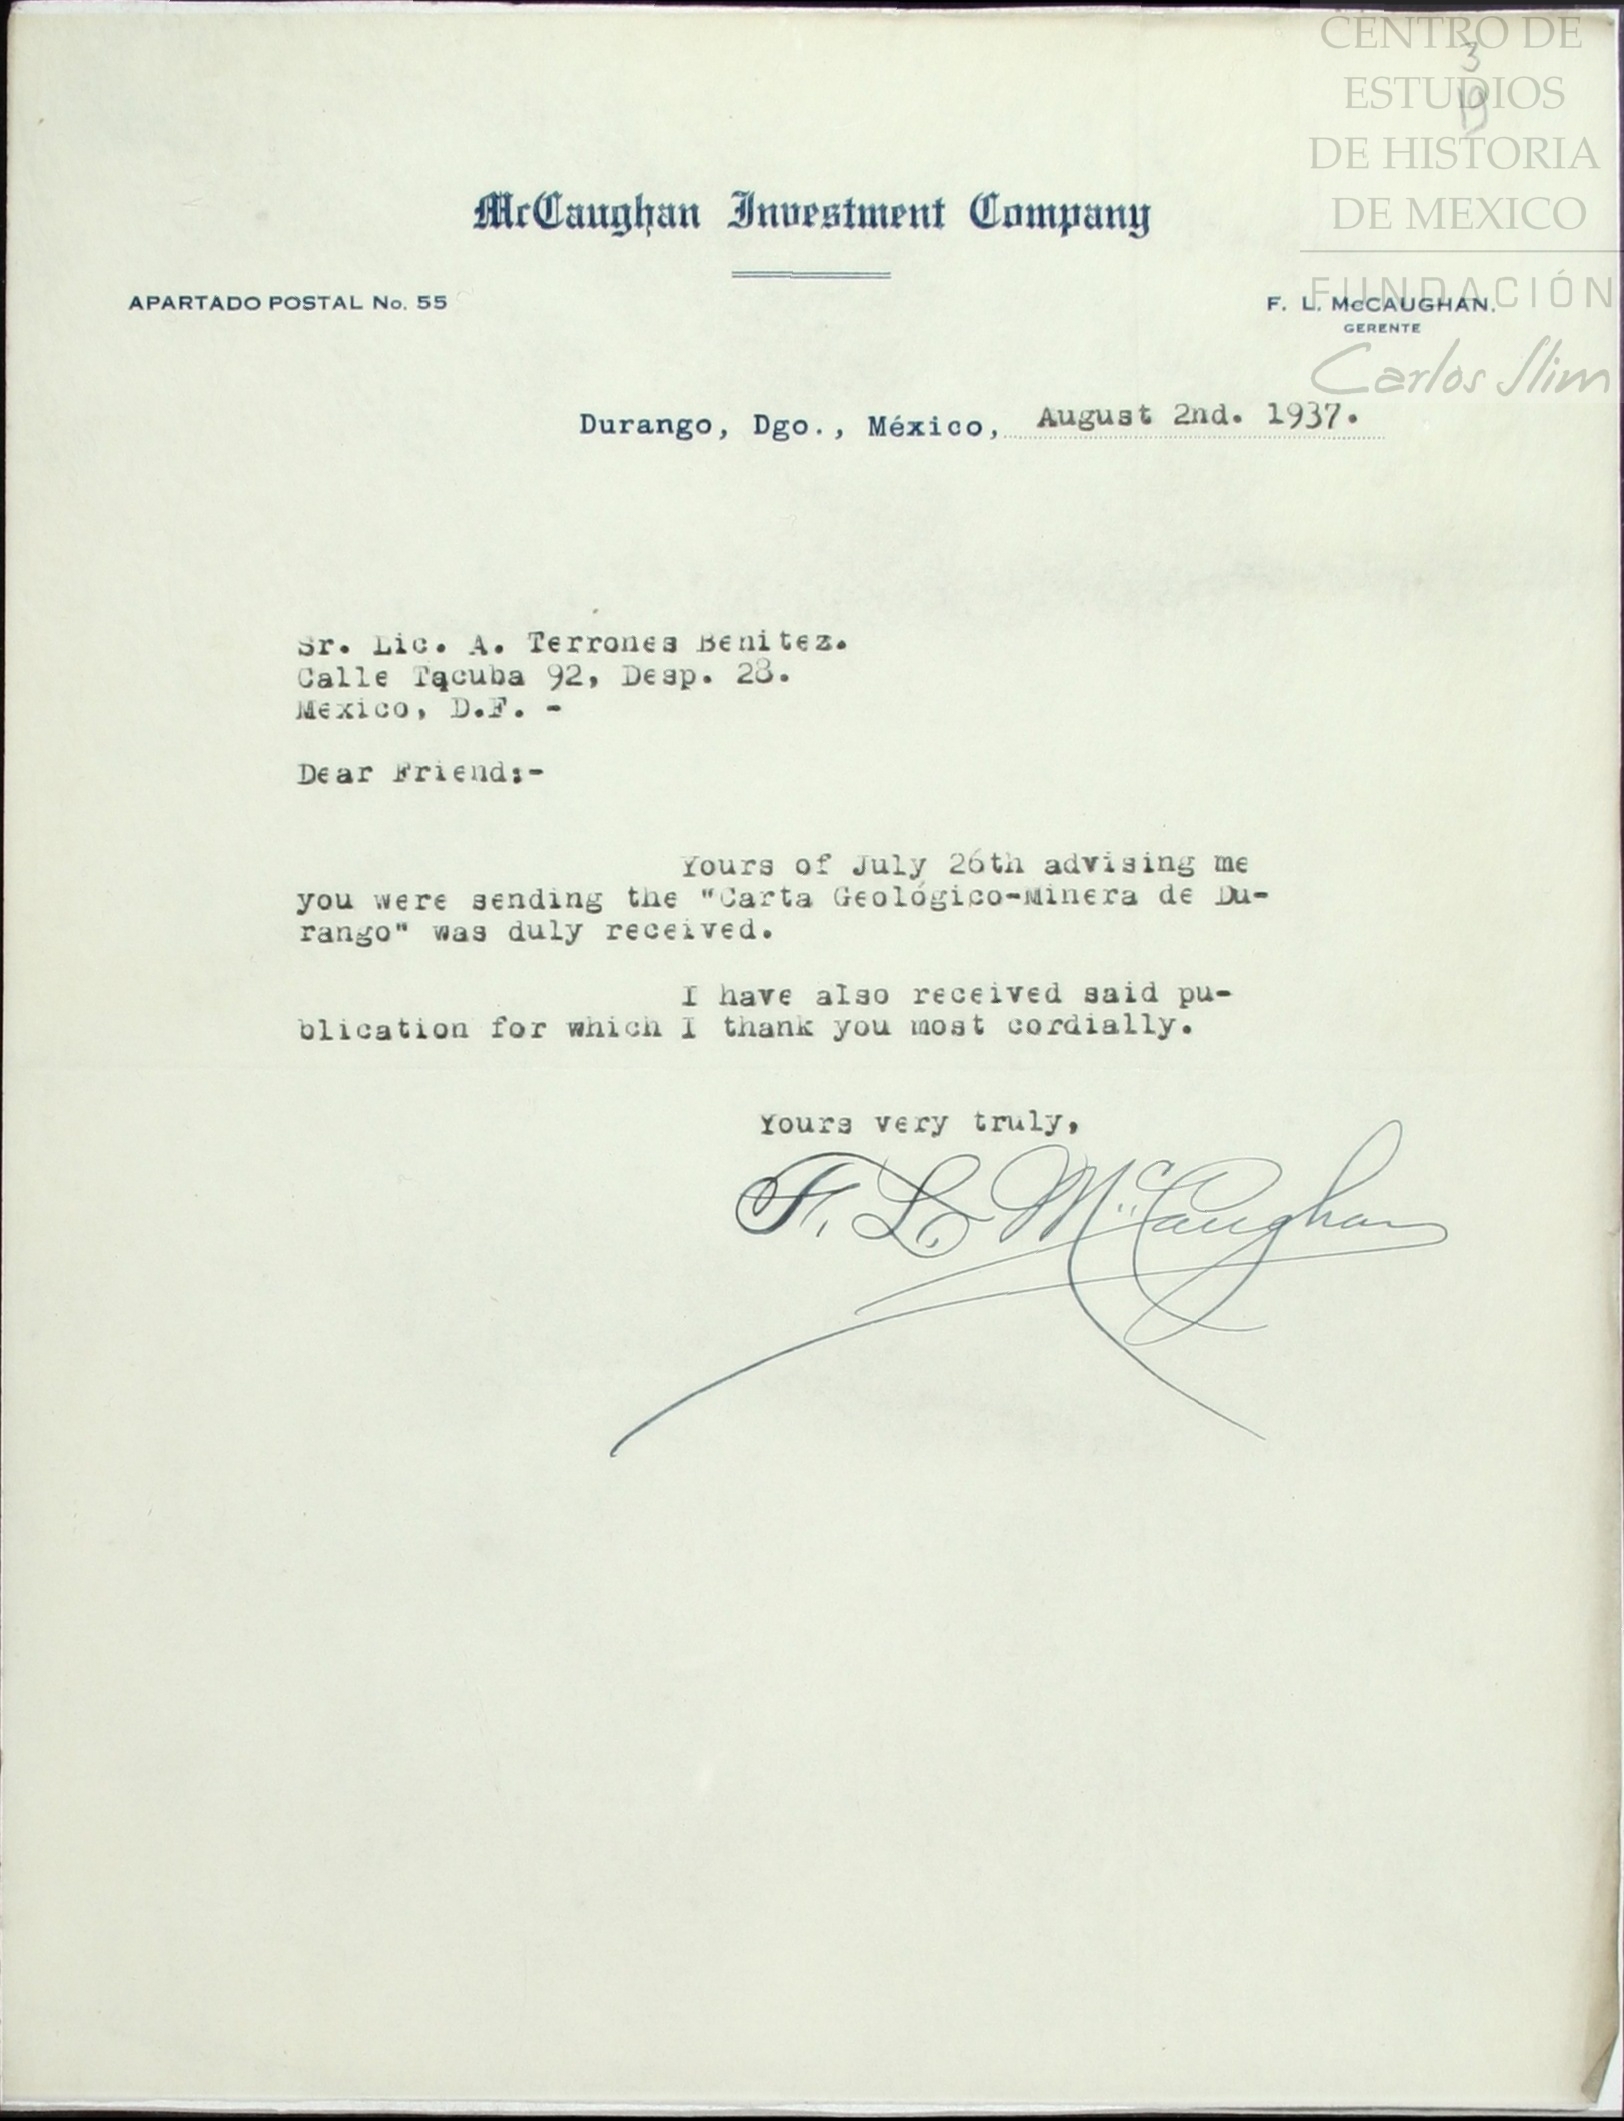 CENTRO DE
ESTUDIOS
DE HISTORIA
DE MEXICO
FUNDACIÓN
Carlos Slim
3
McCaughan Investment Company
APARTADO POSTAL No. 55
F. L. McCAUGHAN.
GERENTE
Durango, Dgo., México, August 2nd. 1937.
Sr. Lic. A. Terrones Benitez.
Calle Tacuba 92, Desp. 28.
Mexico, D.F. -
Dear Friend:-
Yours of July 26th advising me
you were sending the "Carta Geológico-Minera de Du-
rango" was duly received.
I have also received said pu-
blication for which I thank you most cordially.
Yours very truly,
F. L. McCaughan